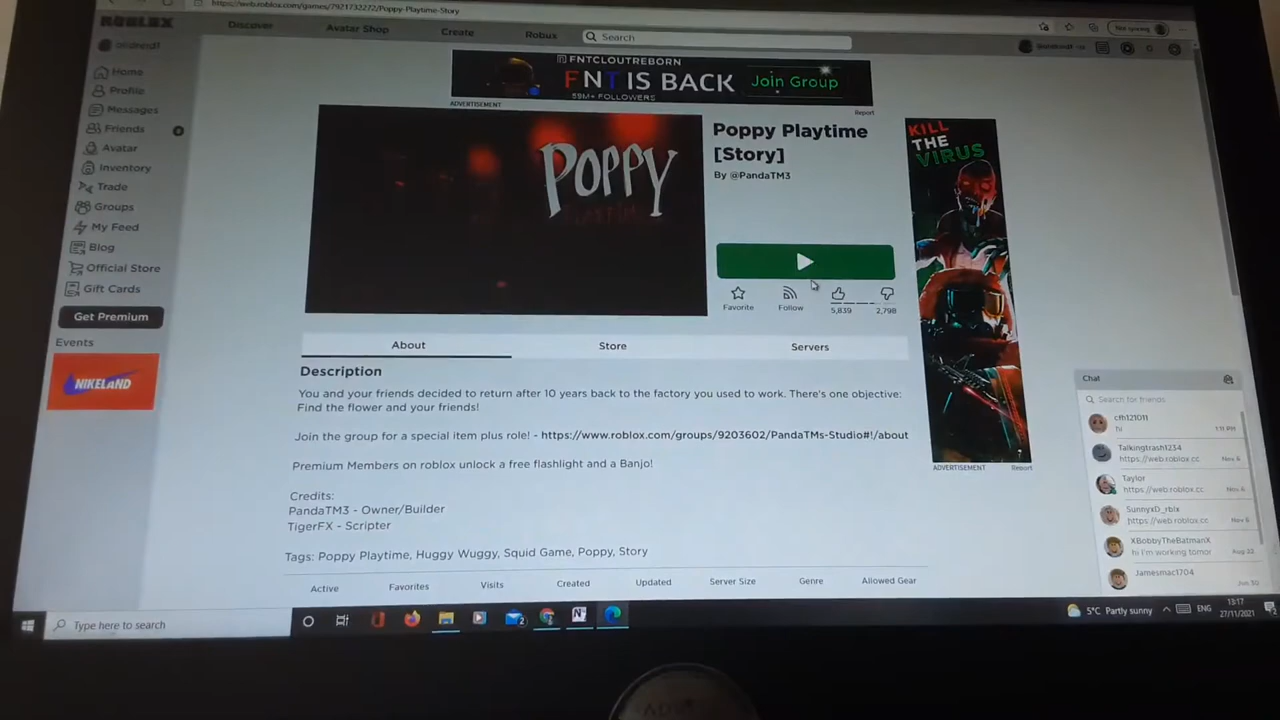 https://web.roblox.com/games/7921732272/Poppy-Playtime-Story
ROBLOX
Discover
Avatar Shop
Create
Robux
Search
Home
Profile
Messages
Friends
Avatar
Inventory
Trade
Groups
My Feed
Blog
Official Store
Gift Cards
Get Premium
Events
NIKELAND
FNTCLOUTREBORN
FNT IS BACK
59M+ FOLLOWERS
Join Group
ADVERTISEMENT
Report
POPPY
Poppy Playtime
[Story]
By @PandaTM3
Favorite
Follow
5,839
2,798
KILL
THE
VIRUS
ADVERTISEMENT
Report
About
Store
Servers
Description
You and your friends decided to return after 10 years back to the factory you used to work. There's one objective:
Find the flower and your friends!
Join the group for a special item plus role! - https://www.roblox.com/groups/9203602/PandaTMs-Studio#!/about
Premium Members on roblox unlock a free flashlight and a Banjo!
Credits:
PandaTM3 - Owner/Builder
TigerFX - Scripter
Tags: Poppy Playtime, Huggy Wuggy, Squid Game, Poppy, Story
Active
Favorites
Visits
Created
Updated
Server Size
Genre
Allowed Gear
Chat
Search for friends
cfh121011
hi
1:11 PM
Talkingtrash1234
https://web.roblox.cc
Nov 6
Taylor
https://web.roblox.cc
Nov 6
SunnyxD_rblx
https://web.roblox.cc
Nov 6
XBobbyTheBatmanX
hi I'm working tomor
Aug 22
Jamesmac1704
Jun 30
Type here to search
5°C Partly sunny
ENG
13:17
27/11/2021